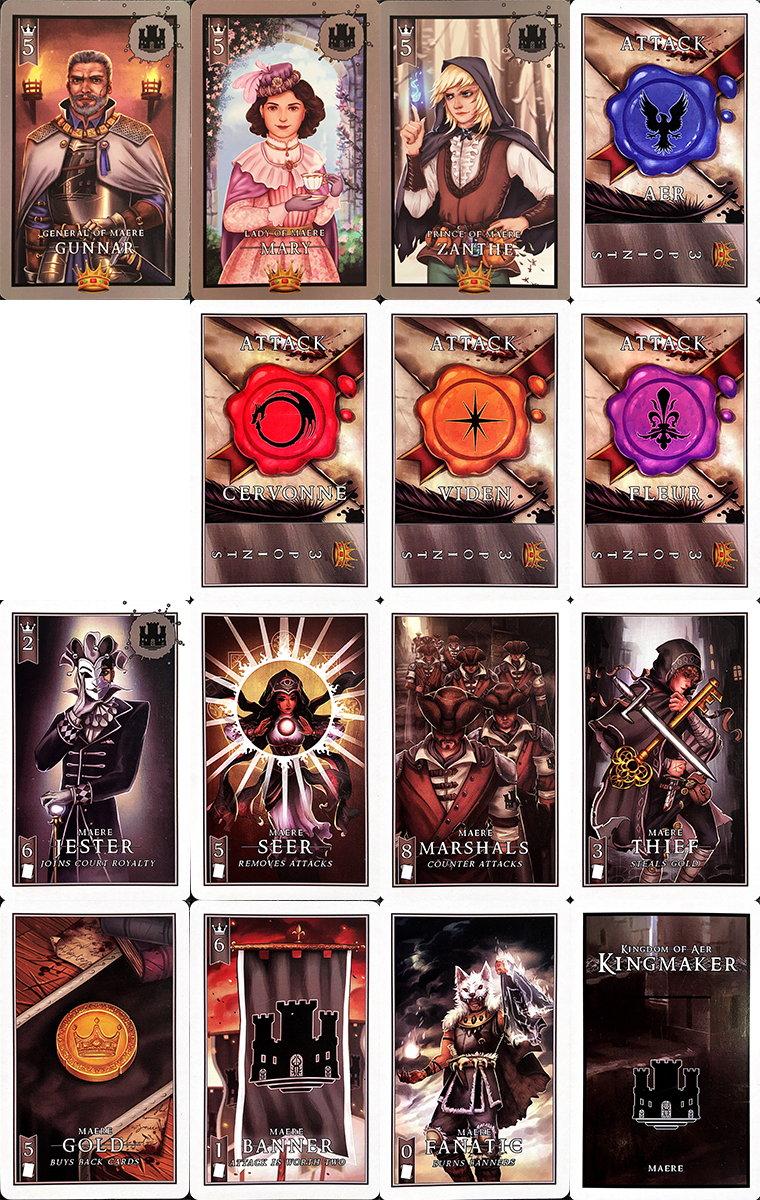 5
GENERAL OF MAERE
GUNNAR
5
LADY OF MAERE
MARY
5
PRINCE OF MAERE
ZANTHE
ATTACK
AER
3 POINTS
ATTACK
CERVONNE
3 POINTS
ATTACK
VIDEN
3 POINTS
ATTACK
FLEUR
3 POINTS
2
6
MAERE
JESTER
JOINS COURT ROYALTY
5
MAERE
SEER
REMOVES ATTACKS
8
MAERE
MARSHALS
COUNTER ATTACKS
3
MAERE
THIEF
STEALS GOLD
5
MAERE
GOLD
BUYS BACK CARDS
6
1
MAERE
BANNER
ATTACK IS WORTH TWO
0
MAERE
FANATIC
BURNS BANNERS
KINGDOM OF AER
KINGMAKER
MAERE